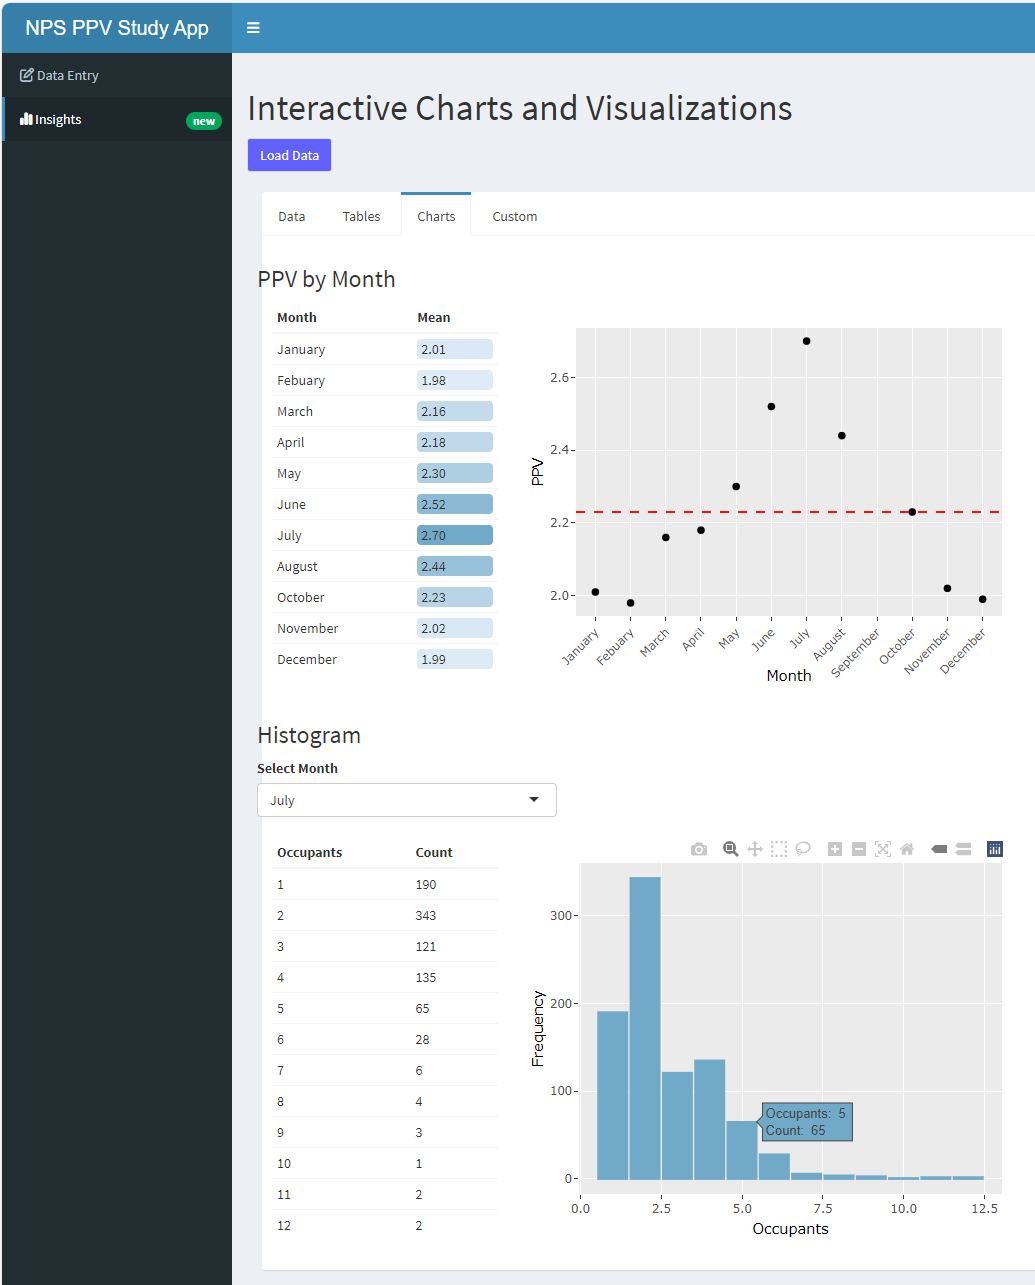 NPS PPV Study App
Data Entry
Insights new
Interactive Charts and Visualizations
Load Data
Data Tables Charts Custom
PPV by Month
Month Mean
January 2.01
Febuary 1.98
March 2.16
April 2.18
May 2.30
June 2.52
July 2.70
August 2.44
October 2.23
November 2.02
December 1.99
PPV
2.6
2.4
2.2
2.0
January Febuary March April May June July August September October November December
Month
Histogram
Select Month
July
Occupants Count
1 190
2 343
3 121
4 135
5 65
6 28
7 6
8 4
9 3
10 1
11 2
12 2
Frequency
300
200
100
0
Occupants: 5
Count: 65
0.0 2.5 5.0 7.5 10.0 12.5
Occupants